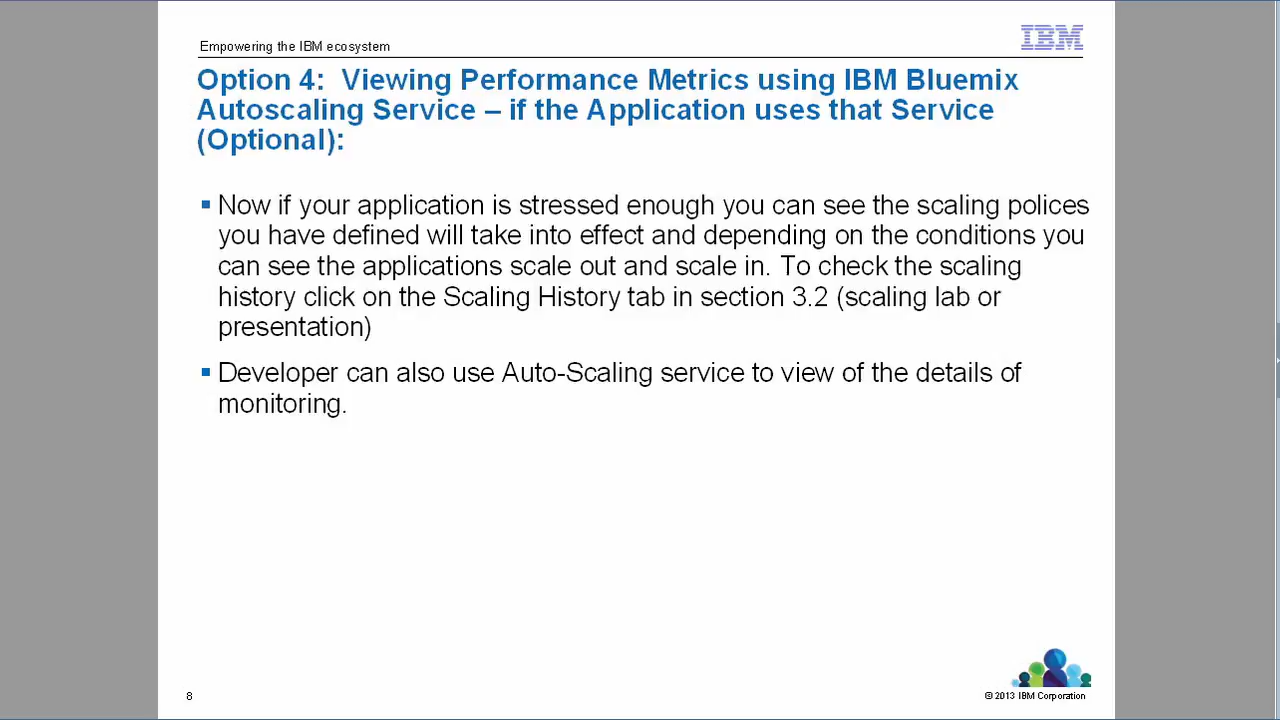 Empowering the IBM ecosystem
IBM
Option 4: Viewing Performance Metrics using IBM Bluemix
Autoscaling Service – if the Application uses that Service
(Optional):
Now if your application is stressed enough you can see the scaling polices
you have defined will take into effect and depending on the conditions you
can see the applications scale out and scale in. To check the scaling
history click on the Scaling History tab in section 3.2 (scaling lab or
presentation)
Developer can also use Auto-Scaling service to view of the details of
monitoring.
8
© 2013 IBM Corporation